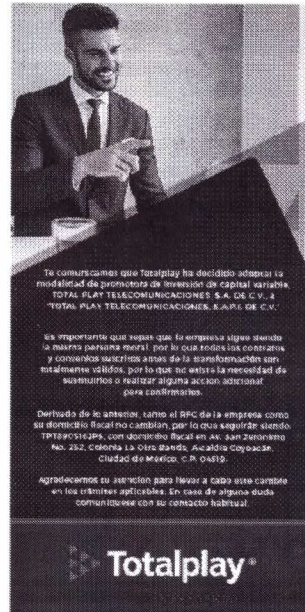 Te comunicamos que Totalplay ha decidido adoptar la
modalidad de promotora de inversión de capital variable
TOTAL PLAY TELECOMUNICACIONES S.A. DE C.V., a
"TOTAL PLAY TELECOMUNICACIONES, S.A.P.I. DE C.V."
Es importante que sepas que la empresa sigue siendo
la misma persona moral, por lo que todos los contratos
y convenios suscritos antes de la transformación son
totalmente válidos, por lo que no existe la necesidad de
sustituirlos o realizar alguna acción adicional
para confirmarlos.
Derivado de lo anterior, tanto el RFC de la empresa como
su domicilio fiscal no cambian, por lo que seguirán siendo
con domicilio fiscal en Av. San Jerónimo
No. 252, Colonia La Otra Banda, Alcaldía Coyoacán,
Ciudad de México, C.P. 04519.
Agradecemos su atención para llevar a cabo este cambio
en los trámites aplicables. En caso de alguna duda
comuníquese con su contacto habitual.
Totalplay®